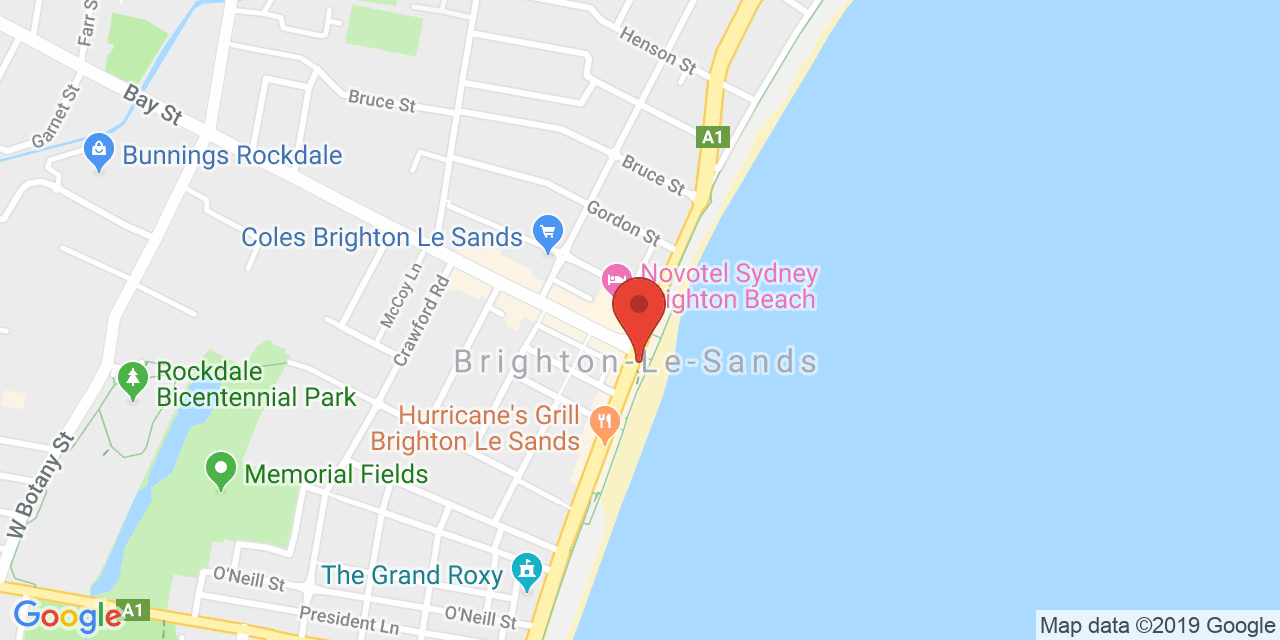 Farr S
Henson St
Bay St
Bruce St
Garnet St
A1
Bunnings Rockdale
Bruce St
Gordon St
Coles Brighton Le Sands
Novotel Sydney
ighton Beach
McCoy Ln
Crawford Rd
Brighton-Le-Sands
Rockdale
Bicentennial Park
Hurricane's Grill
Brighton Le Sands
W Botany St
Memorial Fields
The Grand Roxy
O'Neill St
O'Neill St
President Ln
A1
Google
Map data ©2019 Google